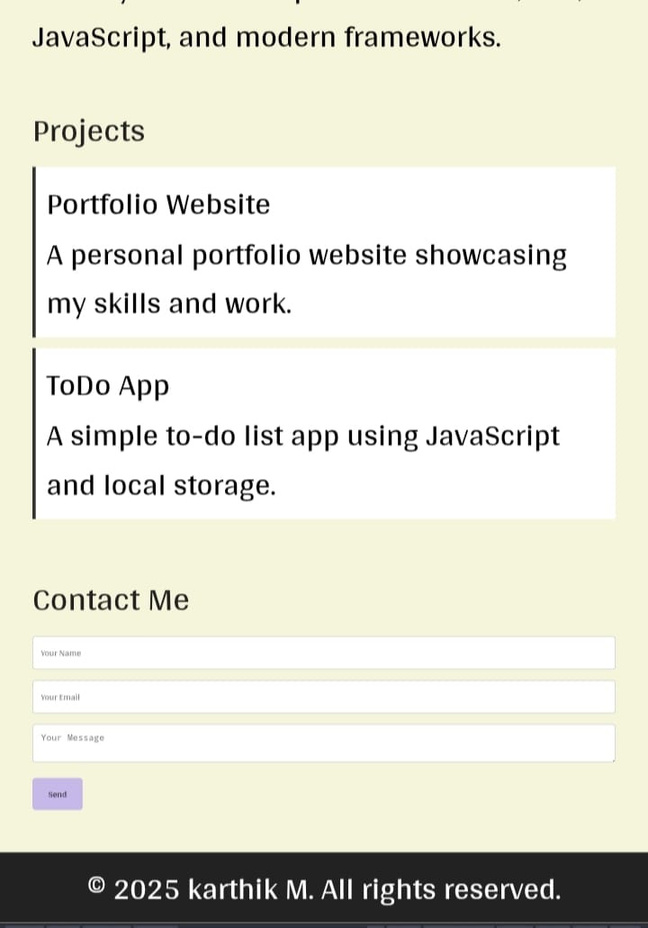 JavaScript, and modern frameworks.
Projects
Portfolio Website
A personal portfolio website showcasing
my skills and work.
ToDo App
A simple to-do list app using JavaScript
and local storage.
Contact Me
Your Name
Your Email
Your Message
Send
© 2025 karthik M. All rights reserved.